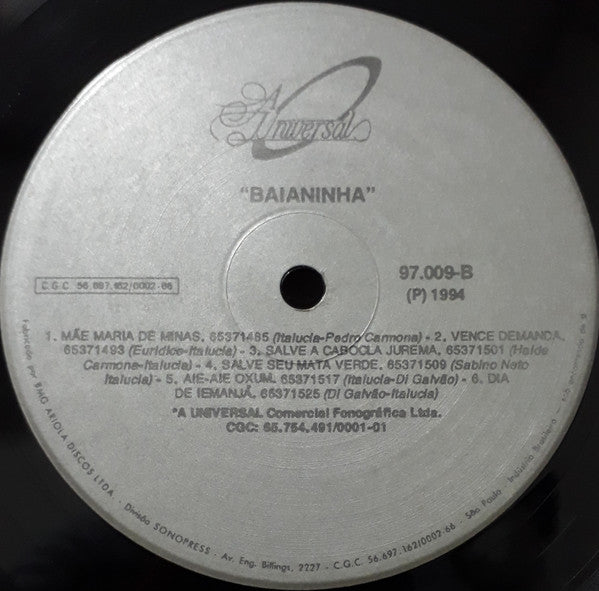 A Universal
"BAIANINHA"
C.G.C. 56.697.162/0002-66
97.009-B
(P) 1994
1. MÃE MARIA DE MINAS. 65371485 (Italucia-Pedro Carmona) - 2. VENCE DEMANDA.
65371493 (Euridice-Italucia) - 3. SALVE A CABOCLA JUREMA. 65371501 (Haide
Carmona-Italucia) - 4. SALVE SEU MATA VERDE. 65371509 (Sabino Neto
Italucia) - 5. AIE-AIE OXUM. 65371517 (Italucia-Di Galvão) - 6. DIA
DE IEMANJÁ. 65371525 (Di Galvão-Italucia)
"A UNIVERSAL Comercial Fonográfica Ltda.
CGC: 65.754.491/0001-01
Fabricado por BMG ARIOLA DISCOS LTDA. - Divisão SONOPRESS - Av. Eng. Billings, 2227 - C.G.C. 56.697.162/0002-66 - São Paulo - Indústria Brasileira -